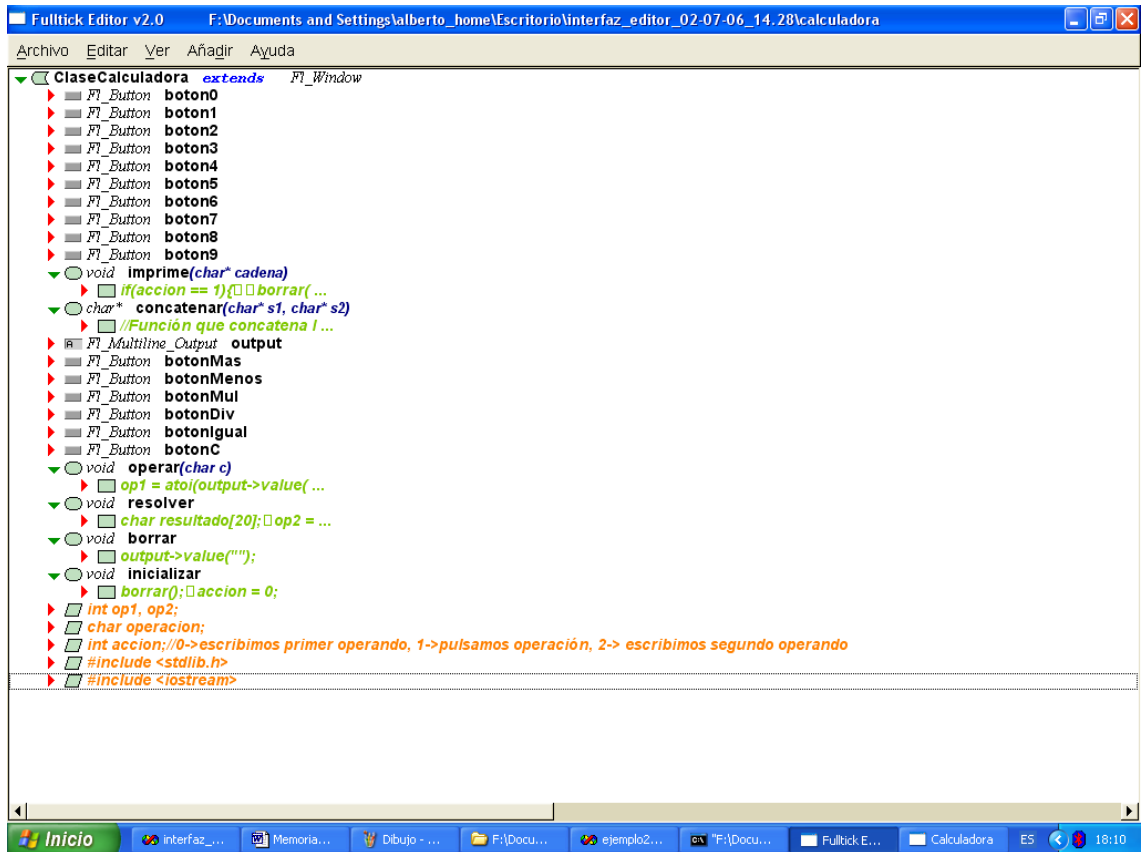 Fulltick Editor v2.0 F:\Documents and Settings\alberto_home\Escritorio\interfaz_editor_02-07-06_14.28\calculadora
Archivo Editar Ver Añadir Ayuda
ClaseCalculadora extends Fl_Window
Fl_Button boton0
Fl_Button boton1
Fl_Button boton2
Fl_Button boton3
Fl_Button boton4
Fl_Button boton5
Fl_Button boton6
Fl_Button boton7
Fl_Button boton8
Fl_Button boton9
void imprime(char* cadena)
if(accion == 1){▯▯borrar( ...
char* concatenar(char* s1, char* s2)
//Función que concatena l ...
A Fl_Multiline_Output output
Fl_Button botonMas
Fl_Button botonMenos
Fl_Button botonMul
Fl_Button botonDiv
Fl_Button botonIgual
Fl_Button botonC
void operar(char c)
op1 = atoi(output->value( ...
void resolver
char resultado[20];▯op2 = ...
void borrar
output->value("");
void inicializar
borrar();▯accion = 0;
int op1, op2;
char operacion;
int accion;//0->escribimos primer operando, 1->pulsamos operación, 2-> escribimos segundo operando
#include <stdlib.h>
#include <iostream>
Inicio interfaz_... Memoria... Dibujo - ... F:\Docu... ejemplo2... "F:\Docu... Fulltick E... Calculadora ES 18:10